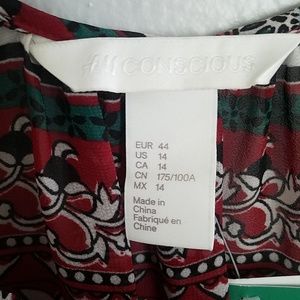 H&M CONSCIOUS
EUR 44
US 14
CA 14
CN 175/100A
MX 14
Made in
China
Fabriqué en
Chine